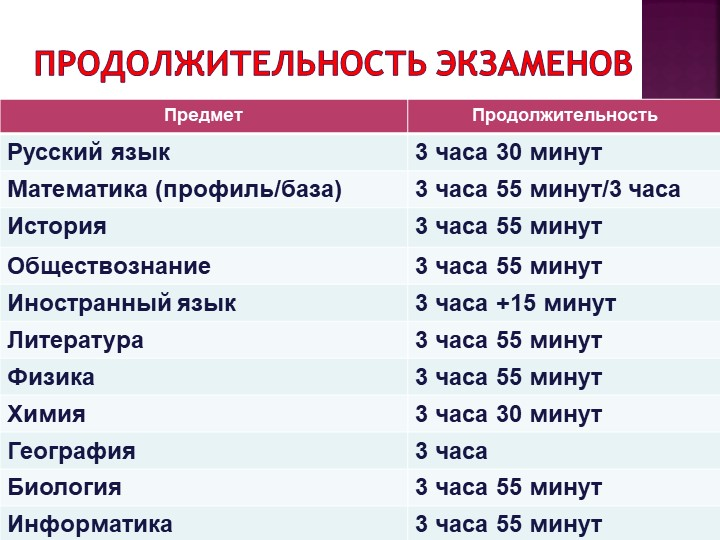 ПРОДОЛЖИТЕЛЬНОСТЬ ЭКЗАМЕНОВ
Предмет Продолжительность
Русский язык 3 часа 30 минут
Математика (профиль/база) 3 часа 55 минут/3 часа
История 3 часа 55 минут
Обществознание 3 часа 55 минут
Иностранный язык 3 часа +15 минут
Литература 3 часа 55 минут
Физика 3 часа 55 минут
Химия 3 часа 30 минут
География 3 часа
Биология 3 часа 55 минут
Информатика 3 часа 55 минут